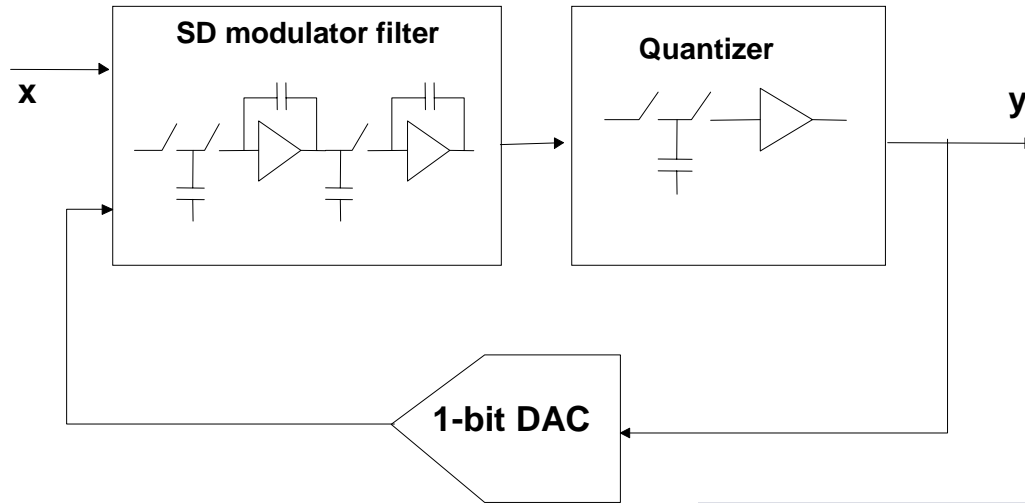 SD modulator filter
Quantizer
x
y
1-bit DAC